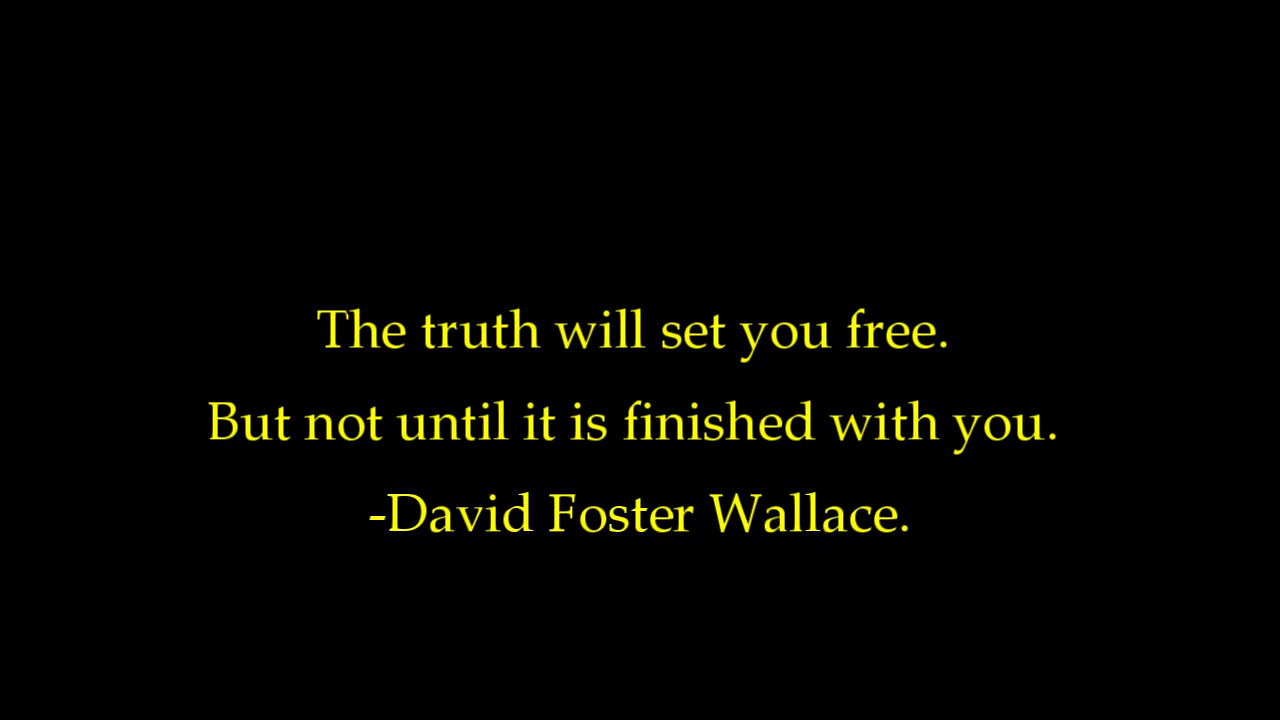 The truth will set you free.
But not until it is finished with you.
-David Foster Wallace.